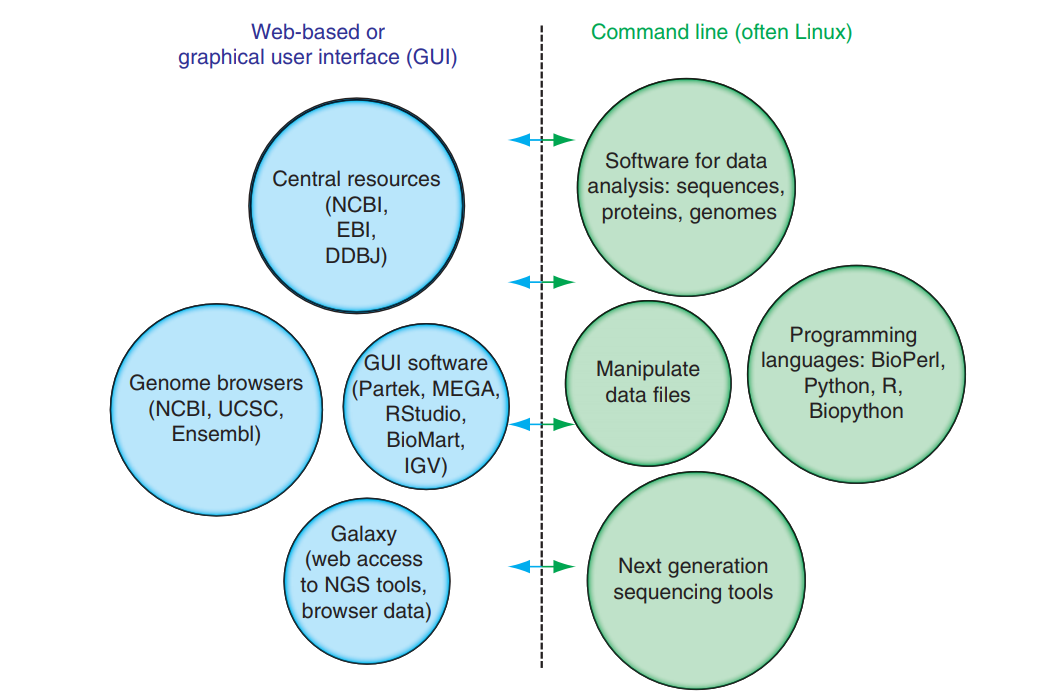 Web-based or
graphical user interface (GUI)
Command line (often Linux)
Central resources
(NCBI,
EBI,
DDBJ)
Genome browsers
(NCBI, UCSC,
Ensembl)
GUI software
(Partek, MEGA,
RStudio,
BioMart,
IGV)
Galaxy
(web access
to NGS tools,
browser data)
Software for data
analysis: sequences,
proteins, genomes
Manipulate
data files
Programming
languages: BioPerl,
Python, R,
Biopython
Next generation
sequencing tools